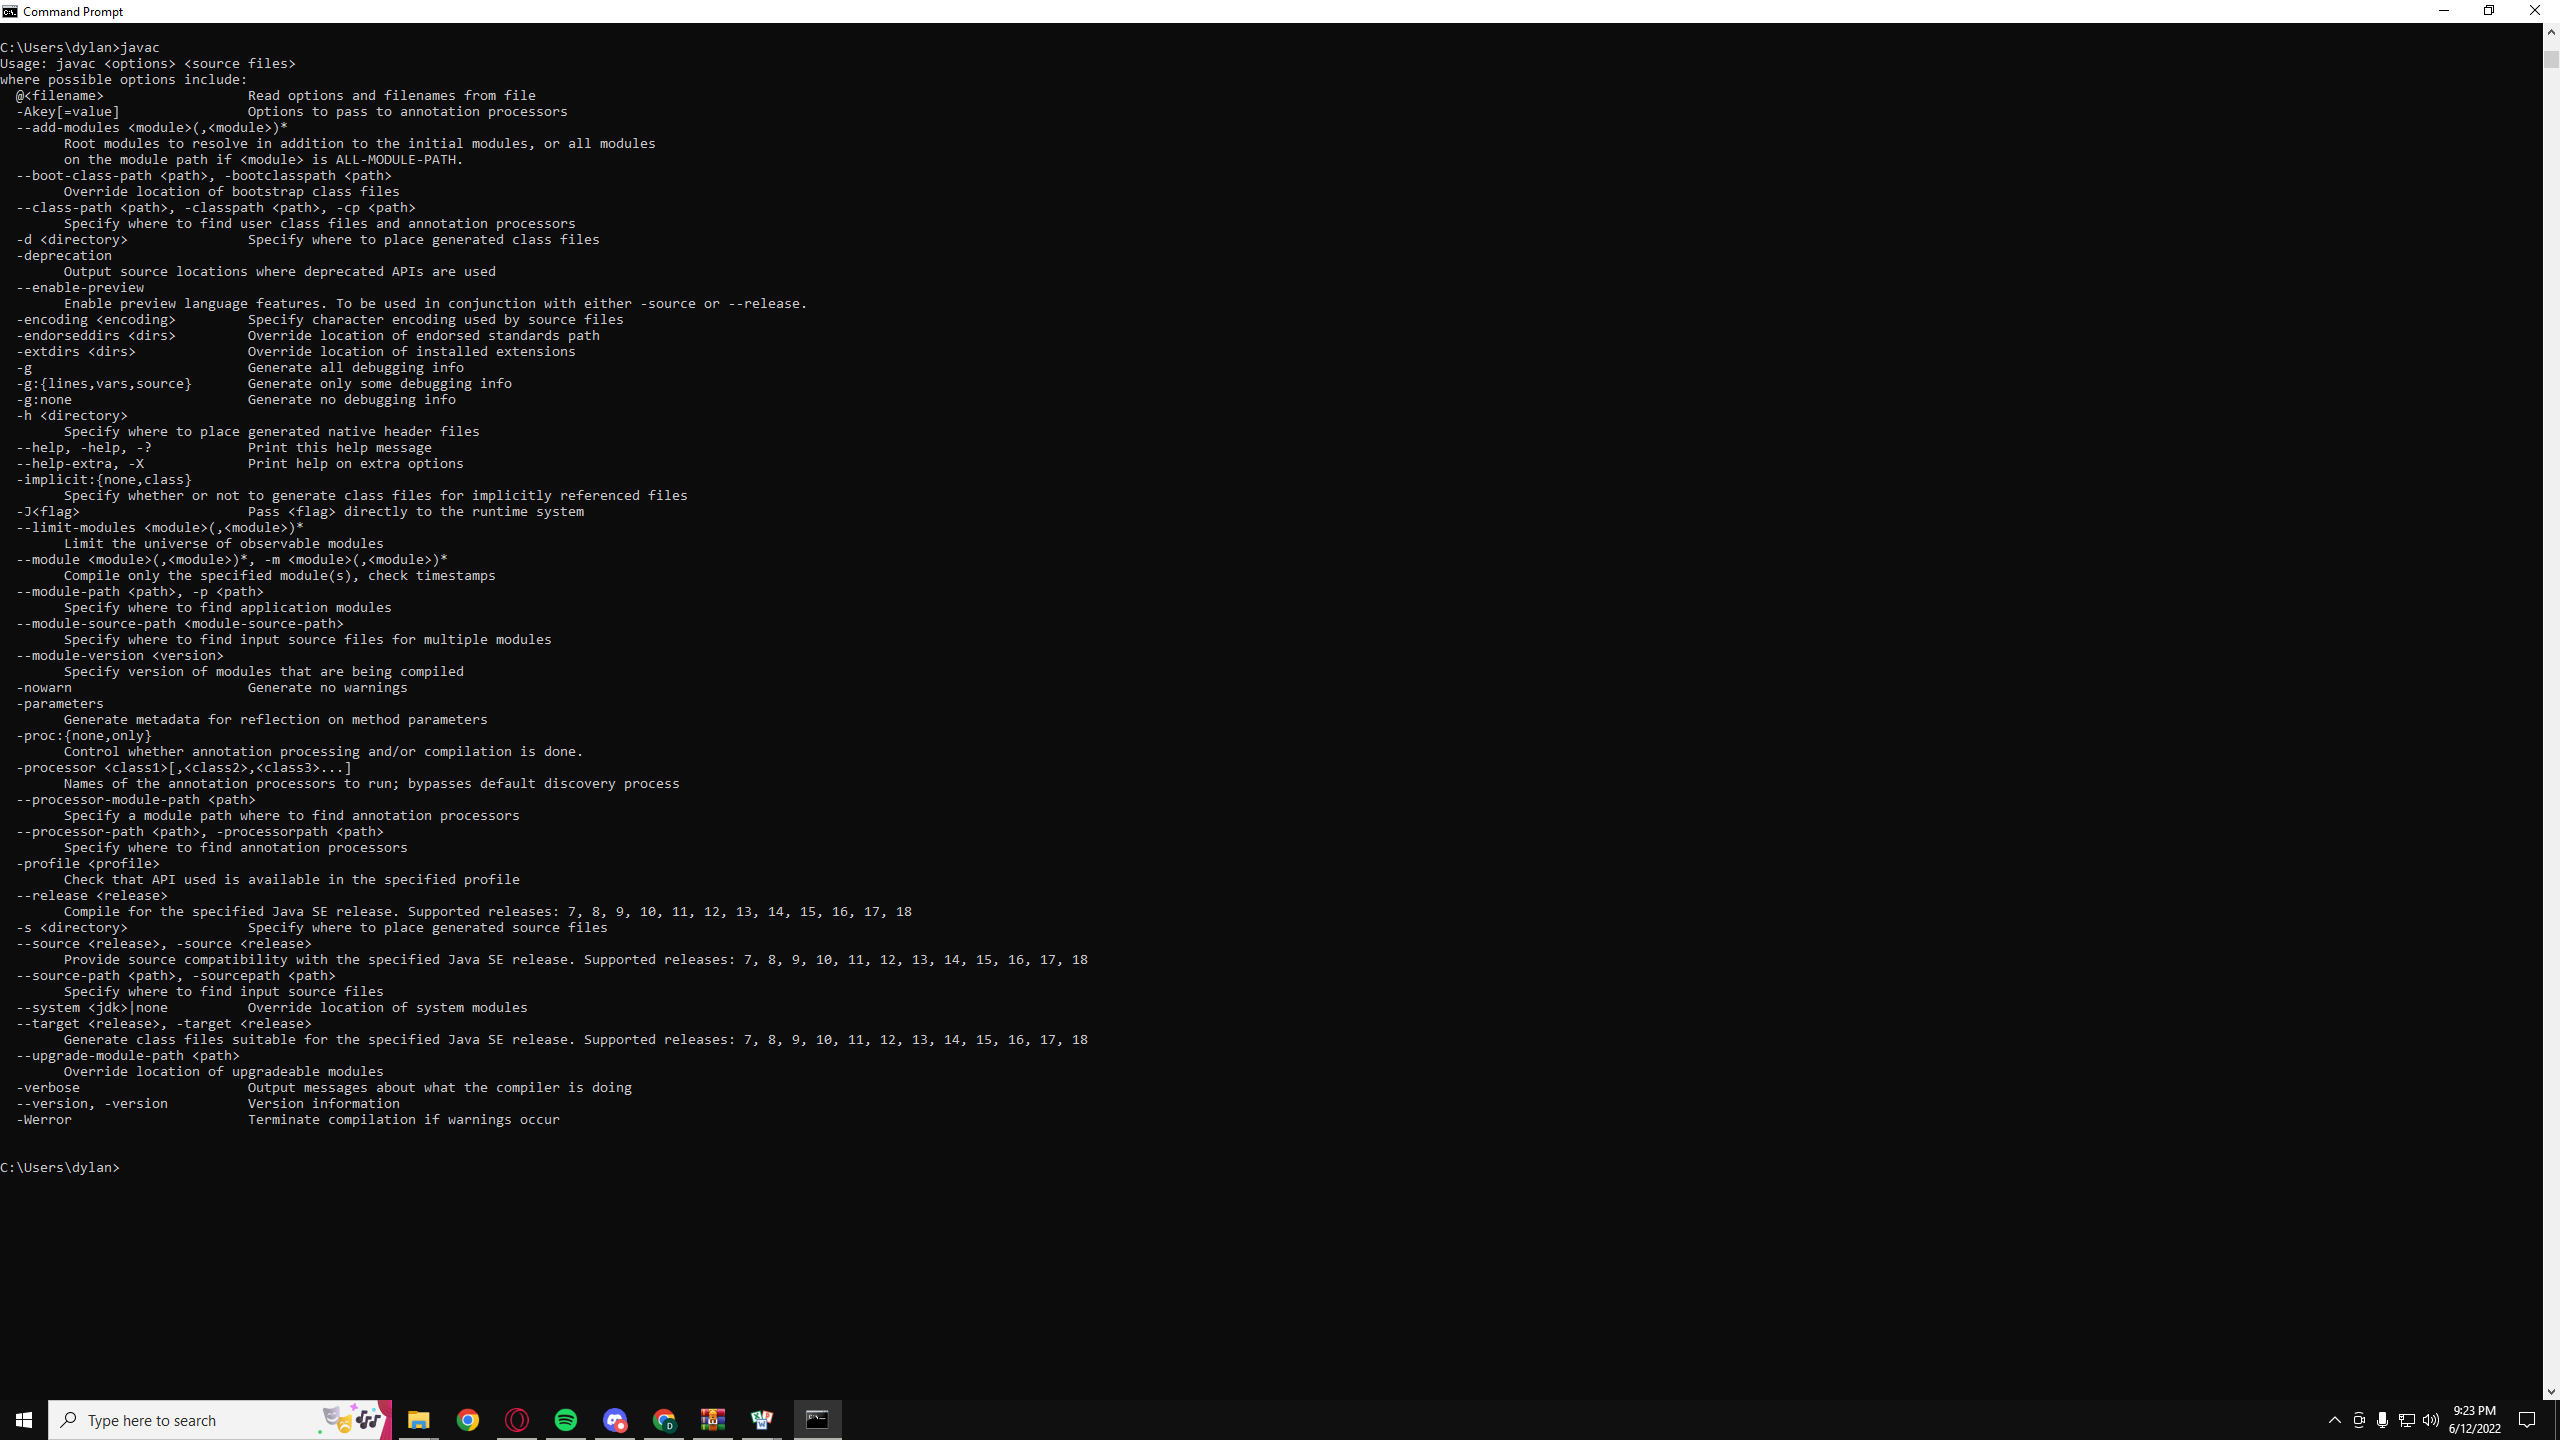 Command Prompt
C:\Users\dylan>javac
Usage: javac <options> <source files>
where possible options include:
  @<filename>                  Read options and filenames from file
  -Akey[=value]                Options to pass to annotation processors
  --add-modules <module>(,<module>)*
        Root modules to resolve in addition to the initial modules, or all modules
        on the module path if <module> is ALL-MODULE-PATH.
  --boot-class-path <path>, -bootclasspath <path>
        Override location of bootstrap class files
  --class-path <path>, -classpath <path>, -cp <path>
        Specify where to find user class files and annotation processors
  -d <directory>               Specify where to place generated class files
  -deprecation
        Output source locations where deprecated APIs are used
  --enable-preview
        Enable preview language features. To be used in conjunction with either -source or --release.
  -encoding <encoding>         Specify character encoding used by source files
  -endorseddirs <dirs>         Override location of endorsed standards path
  -extdirs <dirs>              Override location of installed extensions
  -g                           Generate all debugging info
  -g:{lines,vars,source}       Generate only some debugging info
  -g:none                      Generate no debugging info
  -h <directory>
        Specify where to place generated native header files
  --help, -help, -?            Print this help message
  --help-extra, -X             Print help on extra options
  -implicit:{none,class}
        Specify whether or not to generate class files for implicitly referenced files
  -J<flag>                     Pass <flag> directly to the runtime system
  --limit-modules <module>(,<module>)*
        Limit the universe of observable modules
  --module <module>(,<module>)*, -m <module>(,<module>)*
        Compile only the specified module(s), check timestamps
  --module-path <path>, -p <path>
        Specify where to find application modules
  --module-source-path <module-source-path>
        Specify where to find input source files for multiple modules
  --module-version <version>
        Specify version of modules that are being compiled
  -nowarn                      Generate no warnings
  -parameters
        Generate metadata for reflection on method parameters
  -proc:{none,only}
        Control whether annotation processing and/or compilation is done.
  -processor <class1>[,<class2>,<class3>...]
        Names of the annotation processors to run; bypasses default discovery process
  --processor-module-path <path>
        Specify a module path where to find annotation processors
  --processor-path <path>, -processorpath <path>
        Specify where to find annotation processors
  -profile <profile>
        Check that API used is available in the specified profile
  --release <release>
        Compile for the specified Java SE release. Supported releases: 7, 8, 9, 10, 11, 12, 13, 14, 15, 16, 17, 18
  -s <directory>               Specify where to place generated source files
  --source <release>, -source <release>
        Provide source compatibility with the specified Java SE release. Supported releases: 7, 8, 9, 10, 11, 12, 13, 14, 15, 16, 17, 18
  --source-path <path>, -sourcepath <path>
        Specify where to find input source files
  --system <jdk>|none          Override location of system modules
  --target <release>, -target <release>
        Generate class files suitable for the specified Java SE release. Supported releases: 7, 8, 9, 10, 11, 12, 13, 14, 15, 16, 17, 18
  --upgrade-module-path <path>
        Override location of upgradeable modules
  -verbose                     Output messages about what the compiler is doing
  --version, -version          Version information
  -Werror                      Terminate compilation if warnings occur
C:\Users\dylan>
Type here to search
9:23 PM
6/12/2022